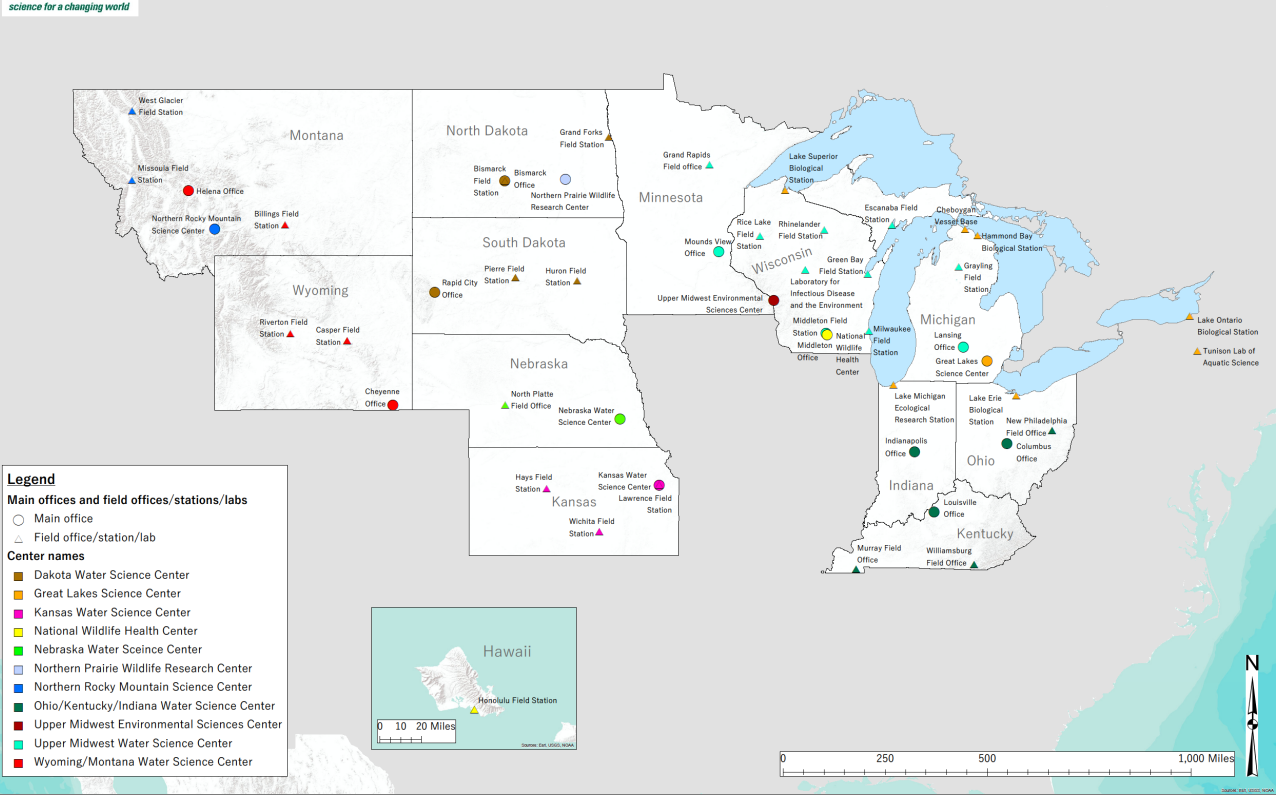 science for a changing world
West Glacier
Field Station
Montana
Missoula Field
Station
Helena Office
Northern Rocky Mountain
Science Center
Billings Field
Station
North Dakota
Grand Forks
Field Station
Bismarck
Field
Station
Bismarck
Office
Northern Prairie Wildlife
Research Center
South Dakota
Pierre Field
Station
Huron Field
Station
Rapid City
Office
Wyoming
Riverton Field
Station
Casper Field
Station
Cheyenne
Office
Nebraska
North Platte
Field Office
Nebraska Water
Science Center
Hays Field
Station
Kansas
Kansas Water
Science Center
Lawrence Field
Station
Wichita Field
Station
Grand Rapids
Field office
Minnesota
Mounds View
Office
Upper Midwest Environmental
Sciences Center
Lake Superior
Biological
Station
Rice Lake
Field
Station
Rhinelander
Field Station
Wisconsin
Escanaba Field
Station
Green Bay
Field Station
Laboratory for
Infectious Disease
and the Environment
Middleton Field
Station
Middleton
Office
National
Wildlife
Health
Center
Milwaukee
Field
Station
Cheboygan
Vessel Base
Hammond Bay
Biological Station
Grayling
Field
Station
Michigan
Lansing
Office
Great Lakes
Science Center
Lake Ontario
Biological Station
Tunison Lab of
Aquatic Science
Lake Michigan
Ecological
Research Station
Lake Erie
Biological
Station
New Philadelphia
Field Office
Columbus
Office
Ohio
Indianapolis
Office
Indiana
Louisville
Office
Kentucky
Murray Field
Office
Williamsburg
Field Office
Legend
Main offices and field offices/stations/labs
Main office
Field office/station/lab
Center names
Dakota Water Science Center
Great Lakes Science Center
Kansas Water Science Center
National Wildlife Health Center
Nebraska Water Sceince Center
Northern Prairie Wildlife Research Center
Northern Rocky Mountain Science Center
Ohio/Kentucky/Indiana Water Science Center
Upper Midwest Environmental Sciences Center
Upper Midwest Water Science Center
Wyoming/Montana Water Science Center
Hawaii
Honolulu Field Station
0 10 20 Miles
Sources: Esri, USGS, NOAA
N
0 250 500 1,000 Miles
Sources: Esri, USGS, NOAA